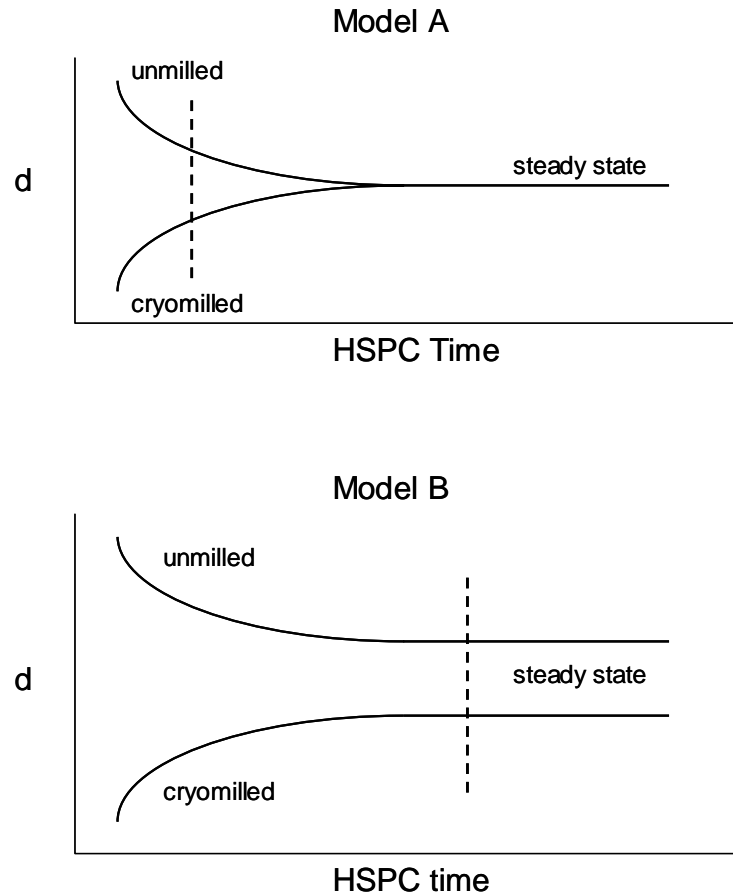 Model A
unmilled
steady state
d
cryomilled
HSPC Time
Model B
unmilled
steady state
d
cryomilled
HSPC time